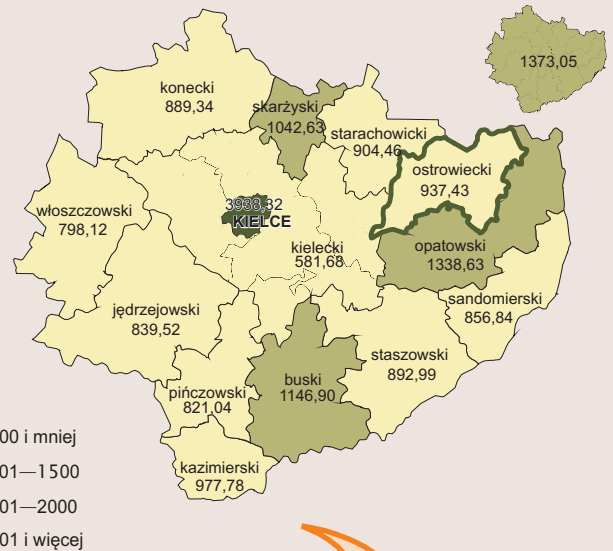 1373,05
konecki
889,34
skarżyski
1042,63
starachowicki
904,46
ostrowiecki
937,43
włoszczowski
798,12
3938,32
KIELCE
kielecki
581,68
opatowski
1338,63
sandomierski
856,84
jędrzejowski
839,52
staszowski
892,99
pińczowski
821,04
buski
1146,90
kazimierski
977,78
00 i mniej
01—1500
01—2000
01 i więcej